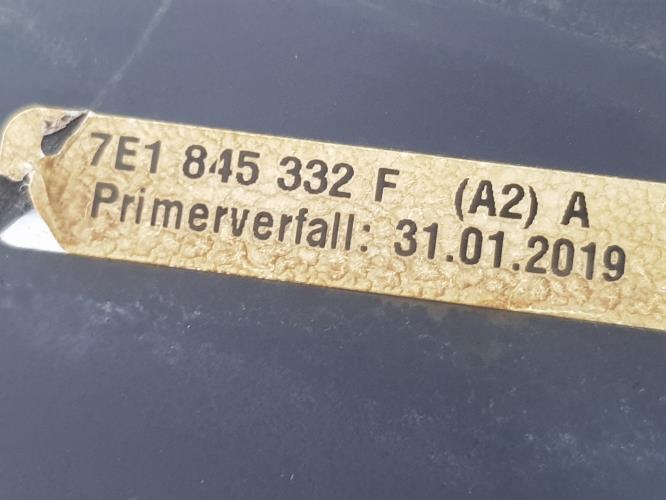 7E1 845 332 F (A2) A
Primerverfall: 31.01.2019